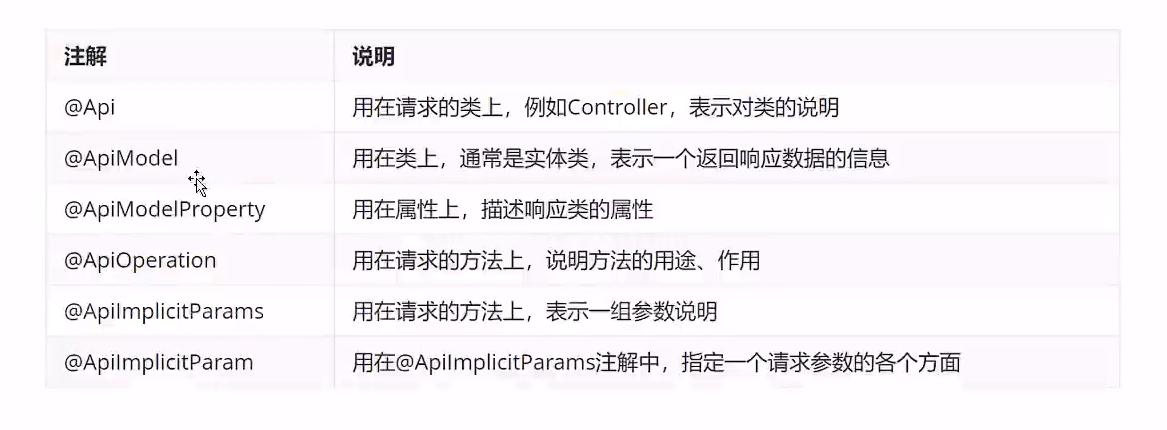 注解 说明
@Api 用在请求的类上，例如Controller，表示对类的说明
@ApiModel 用在类上，通常是实体类，表示一个返回响应数据的信息
@ApiModelProperty 用在属性上，描述响应类的属性
@ApiOperation 用在请求的方法上，说明方法的用途、作用
@ApiImplicitParams 用在请求的方法上，表示一组参数说明
@ApiImplicitParam 用在@ApiImplicitParams注解中，指定一个请求参数的各个方面